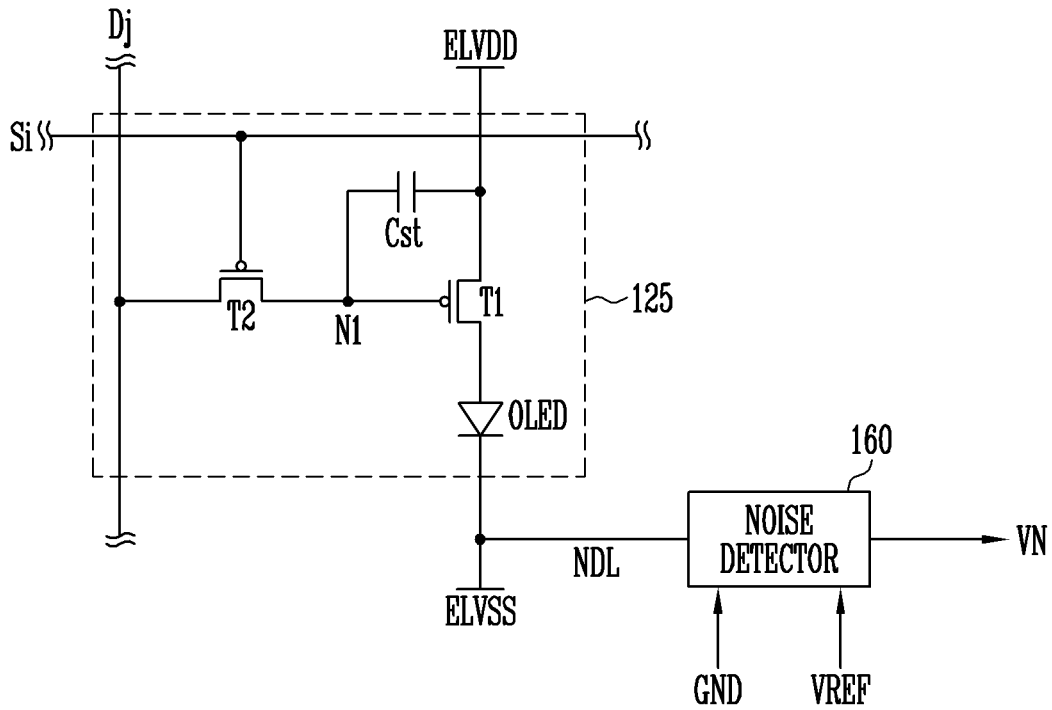 Dj
ELVDD
Si
Cst
T2
N1
T1
125
OLED
160
NOISE
DETECTOR
VN
NDL
ELVSS
GND
VREF